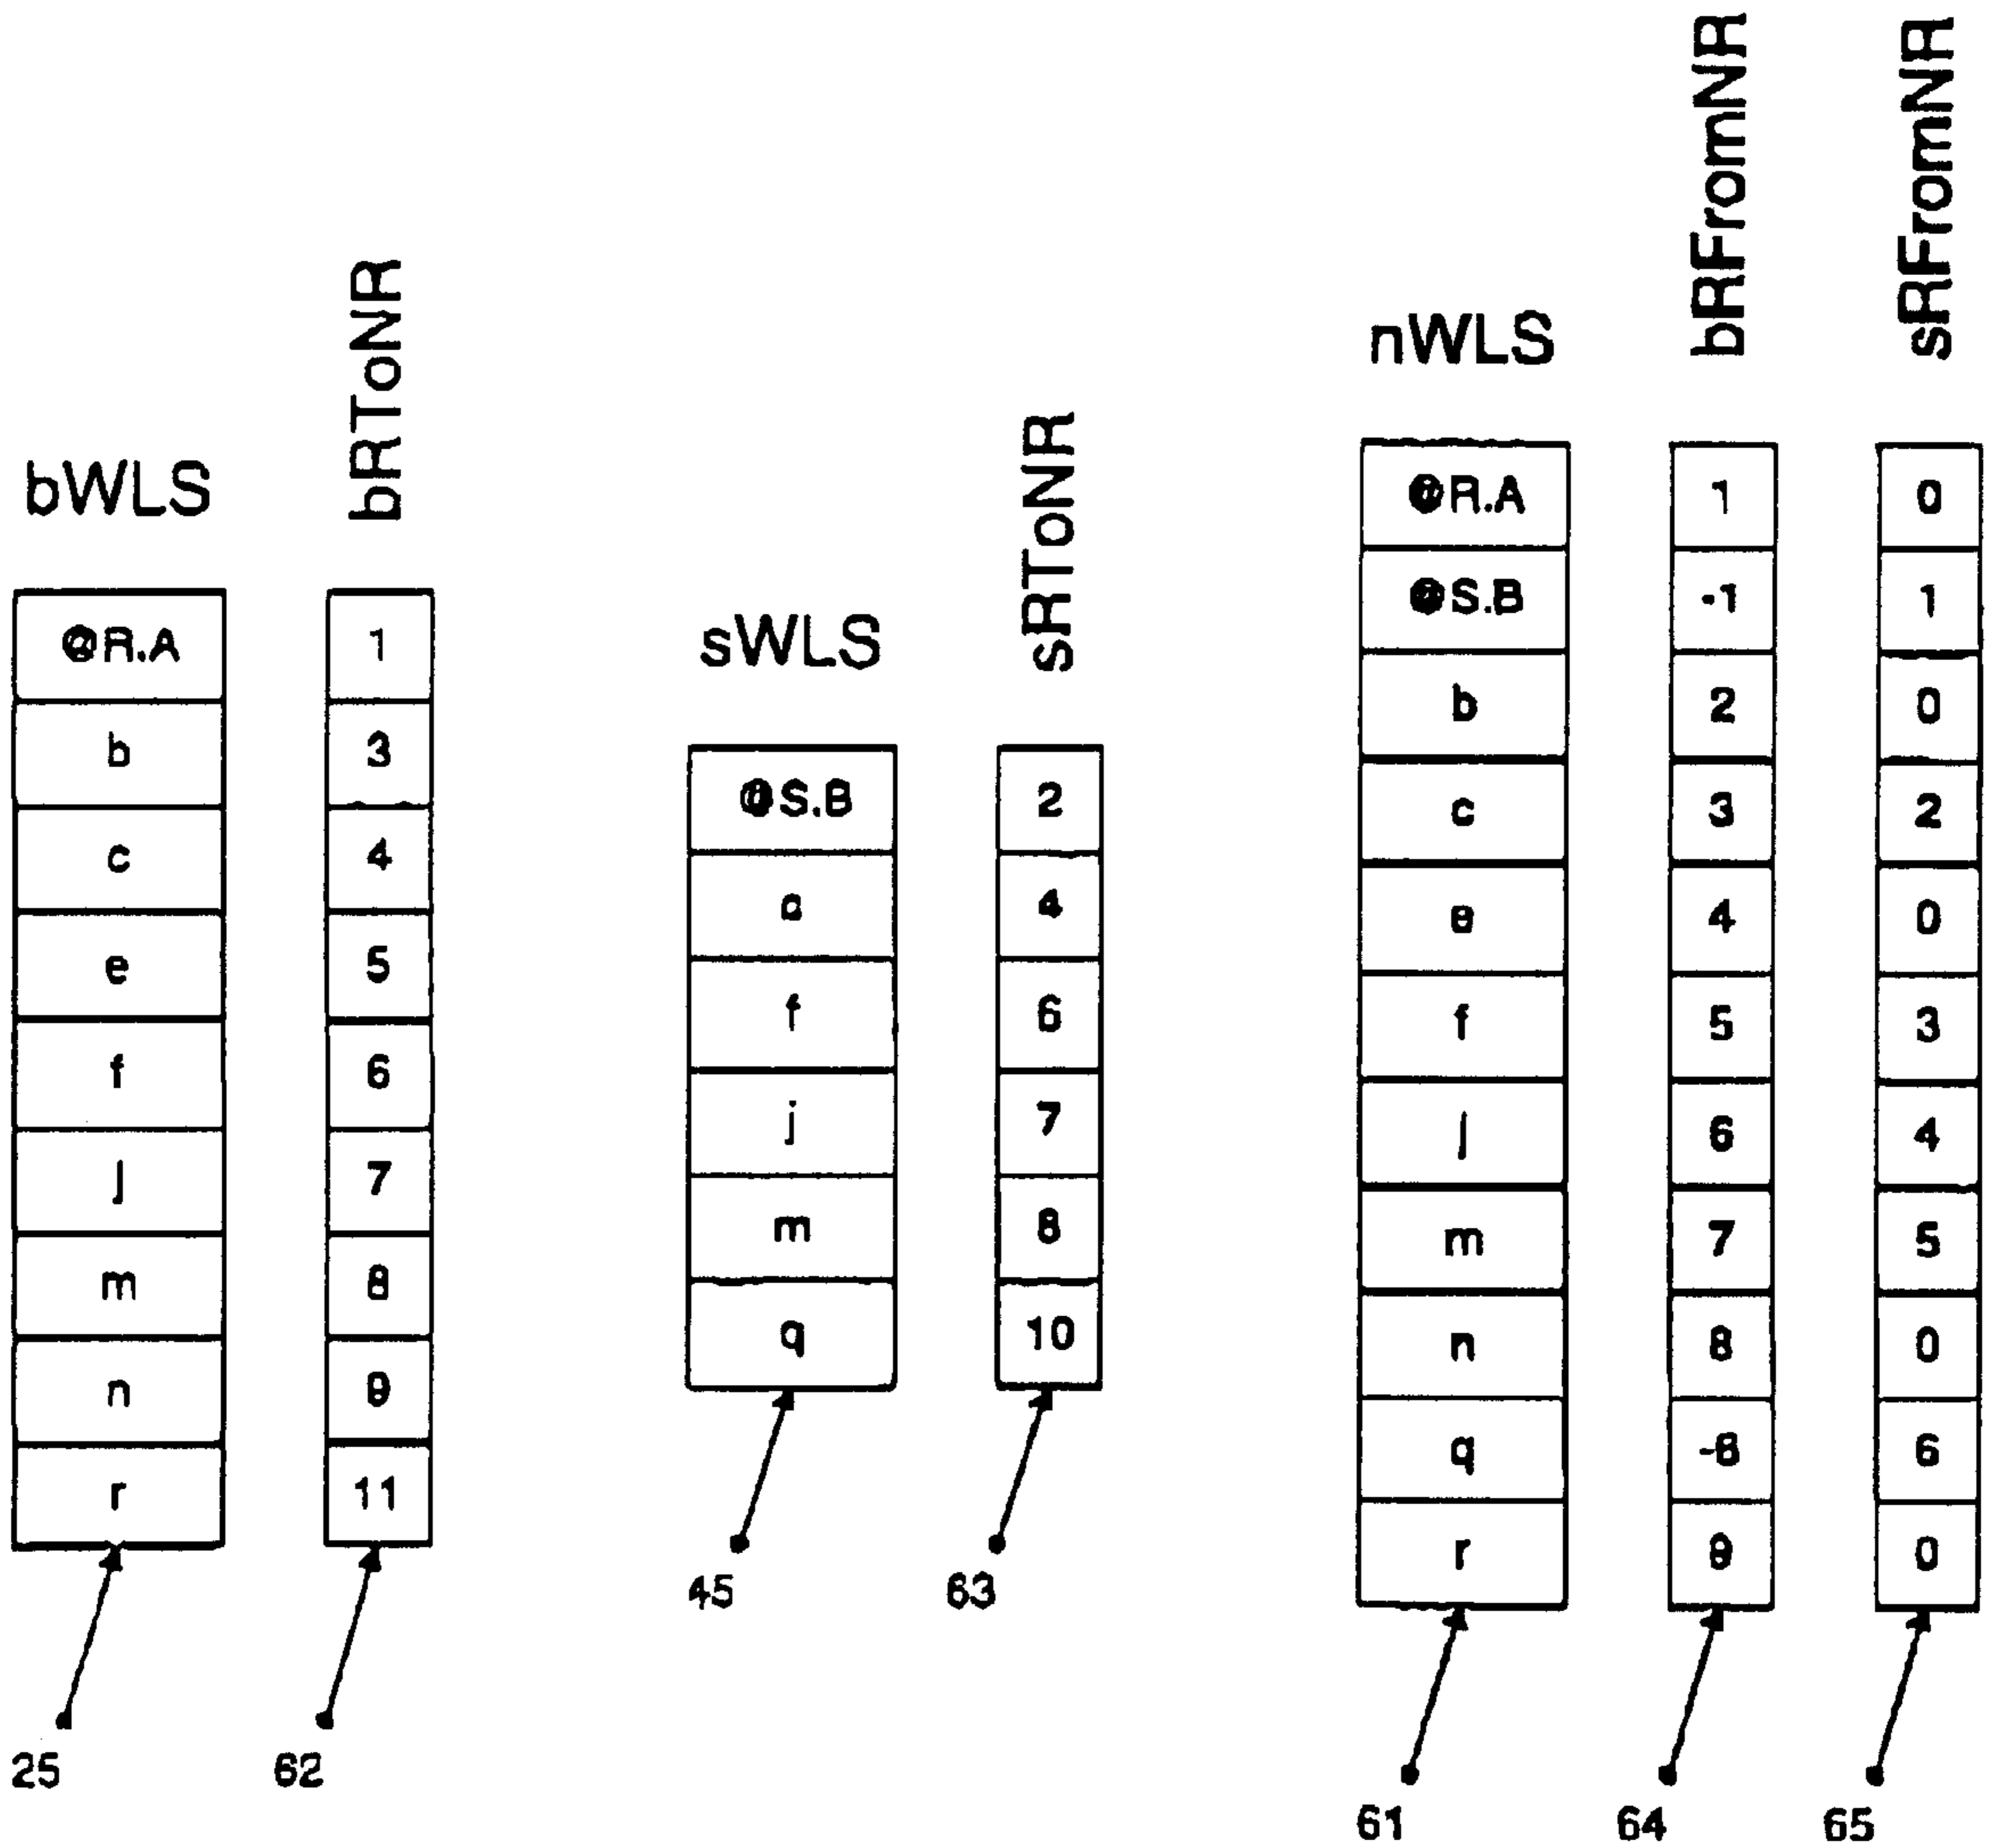 bWLS
@R.A
b
c
e
f
j
m
n
r
25
bRToNR
1
3
4
5
6
7
8
9
11
62
sWLS
@S.B
c
f
j
m
q
45
sRToNR
2
4
6
7
8
10
63
nWLS
@R.A
@S.B
b
c
e
f
j
m
n
q
r
61
bRFromNR
1
-1
2
3
4
5
6
7
8
-8
9
64
sRFromNR
0
1
0
2
0
3
4
5
0
6
0
65